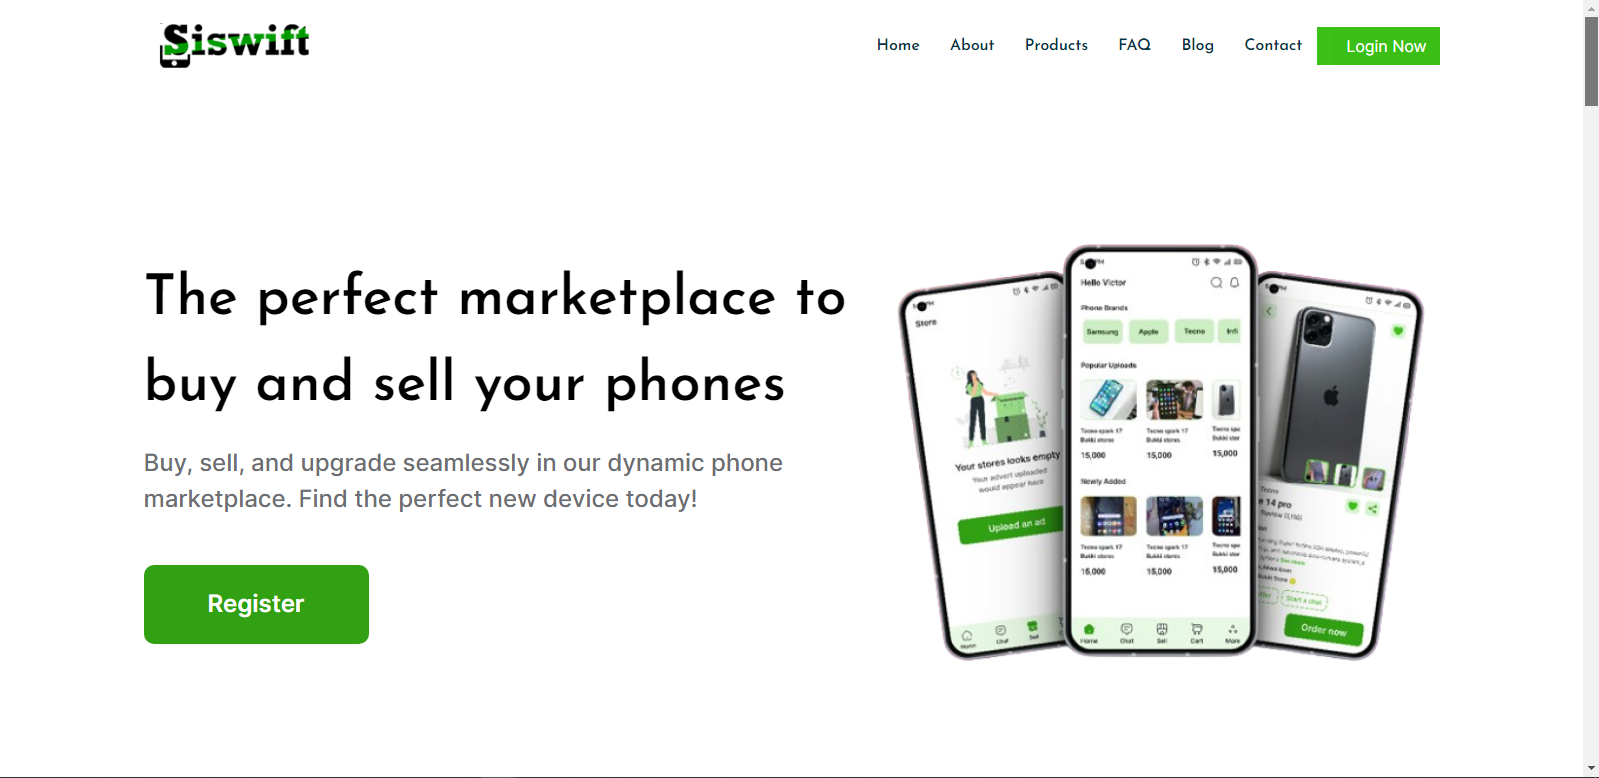 Siswift
Home About Products FAQ Blog Contact Login Now
The perfect marketplace to
buy and sell your phones
Buy, sell, and upgrade seamlessly in our dynamic phone
marketplace. Find the perfect new device today!
Register
Store
Your stores looks empty
Your advert uploaded
would appear here
Upload an ad
Home Chat Sell
Hello Victor
Phone Brands
Samsung Apple Tecno Infi
Popular Uploads
Tecno spark 17 Tecno spark 17 Tecno spa
Bukki stores Bukki stores Bukki stor
15,000 15,000 15,000
Newly Added
Tecno spark 17 Tecno spark 17 Tecno spa
Bukki stores Bukki stores Bukki stor
15,000 15,000 15,000
Home Chat Sell Cart More
Tecno
e 14 pro
See more
Start a chat
Order now